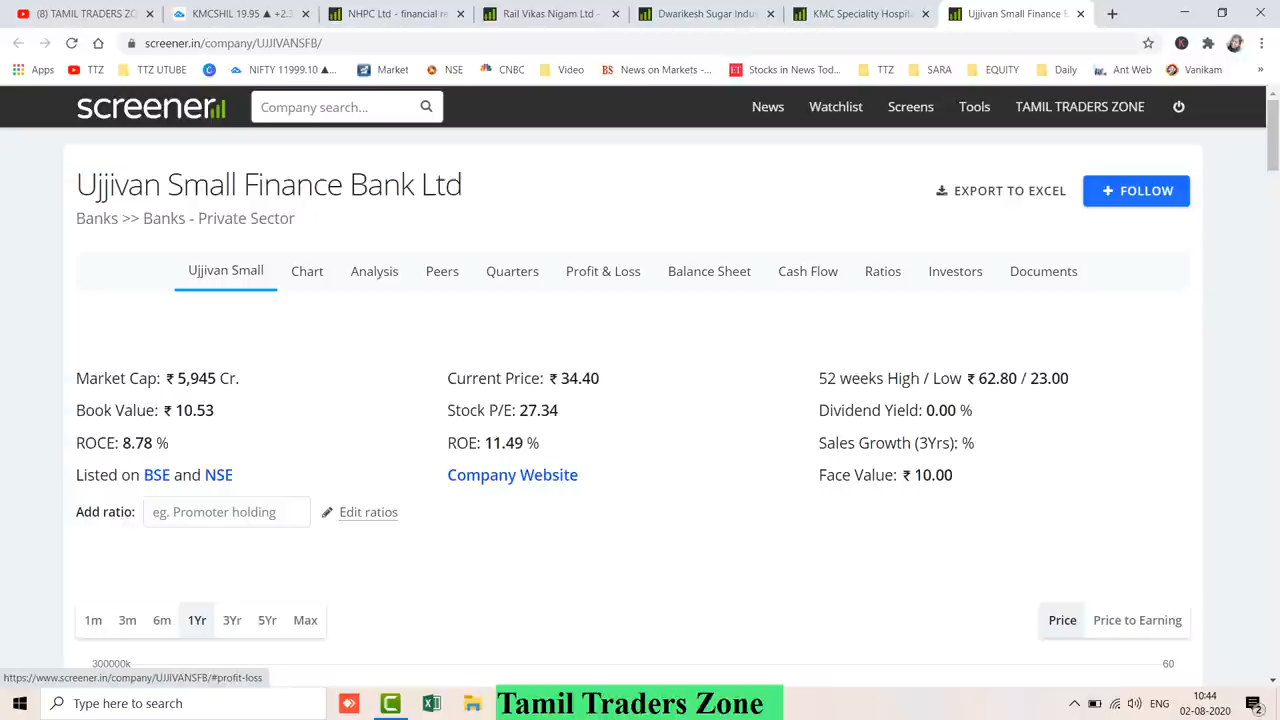 (8) TAMIL TRADERS ZO
KMCSHIL 19.95 ▲ +2.3
NHPC Ltd - financial re
Rail Vikas Nigam Ltd -
Dwarikesh Sugar Indus
KMC Speciality Hospita
Ujjivan Small Finance B
screener.in/company/UJJIVANSFB/
Apps
TTZ
TTZ UTUBE
NIFTY 11999.10 ▲...
Market
NSE
CNBC
Video
BS News on Markets -...
ET Stocks in News Tod...
TTZ
SARA
EQUITY
Daily
Ant Web
Vanikam
»
screener
Company search...
News
Watchlist
Screens
Tools
TAMIL TRADERS ZONE
Ujjivan Small Finance Bank Ltd
EXPORT TO EXCEL
+ FOLLOW
Banks >> Banks - Private Sector
Ujjivan Small
Chart
Analysis
Peers
Quarters
Profit & Loss
Balance Sheet
Cash Flow
Ratios
Investors
Documents
Market Cap: ₹ 5,945 Cr.
Current Price: ₹ 34.40
52 weeks High / Low ₹ 62.80 / 23.00
Book Value: ₹ 10.53
Stock P/E: 27.34
Dividend Yield: 0.00 %
ROCE: 8.78 %
ROE: 11.49 %
Sales Growth (3Yrs): %
Listed on BSE and NSE
Company Website
Face Value: ₹ 10.00
Add ratio:
eg. Promoter holding
Edit ratios
1m
3m
6m
1Yr
3Yr
5Yr
Max
Price
Price to Earning
300000k
60
https://www.screener.in/company/UJJIVANSFB/#profit-loss
Type here to search
Tamil Traders Zone
ENG
10:44
02-08-2020
2